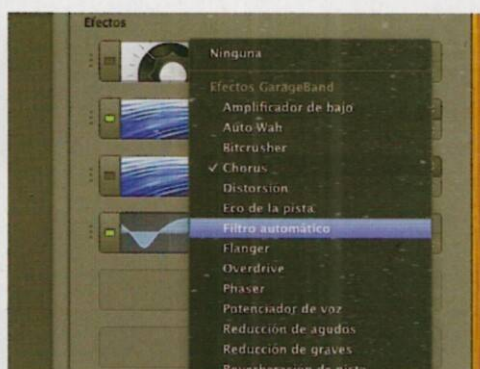 Efectos
Ninguna
Efectos GarageBand
Amplificador de bajo
Auto Wah
Bitcrusher
✓ Chorus
Distorsión
Eco de la pista
Filtro automático
Flanger
Overdrive
Phaser
Potenciador de voz
Reducción de agudos
Reducción de graves